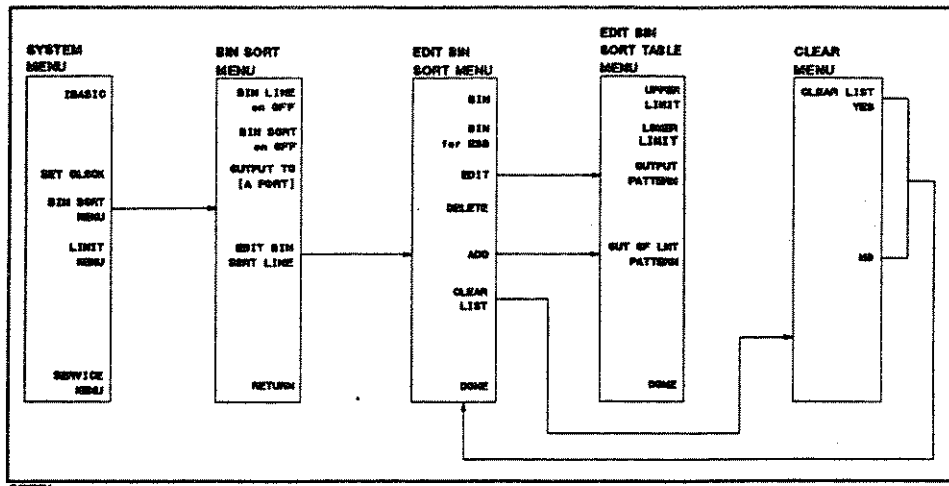 SYSTEM
MENU
IBASIC
SET CLOCK
BIN SORT
MENU
LIMIT
MENU
SERVICE
MENU
BIN SORT
MENU
BIN LINE
on OFF
BIN SORT
on OFF
OUTPUT TO
[A PORT]
EDIT BIN
SORT LINE
RETURN
EDIT BIN
SORT MENU
BIN
BIN
for
EDIT
DELETE
ADD
CLEAR
LIST
DONE
EDIT BIN
SORT TABLE
MENU
UPPER
LIMIT
LOWER
LIMIT
OUTPUT
PATTERN
OUT OF LMT
PATTERN
DONE
CLEAR
MENU
CLEAR LIST
YES
NO